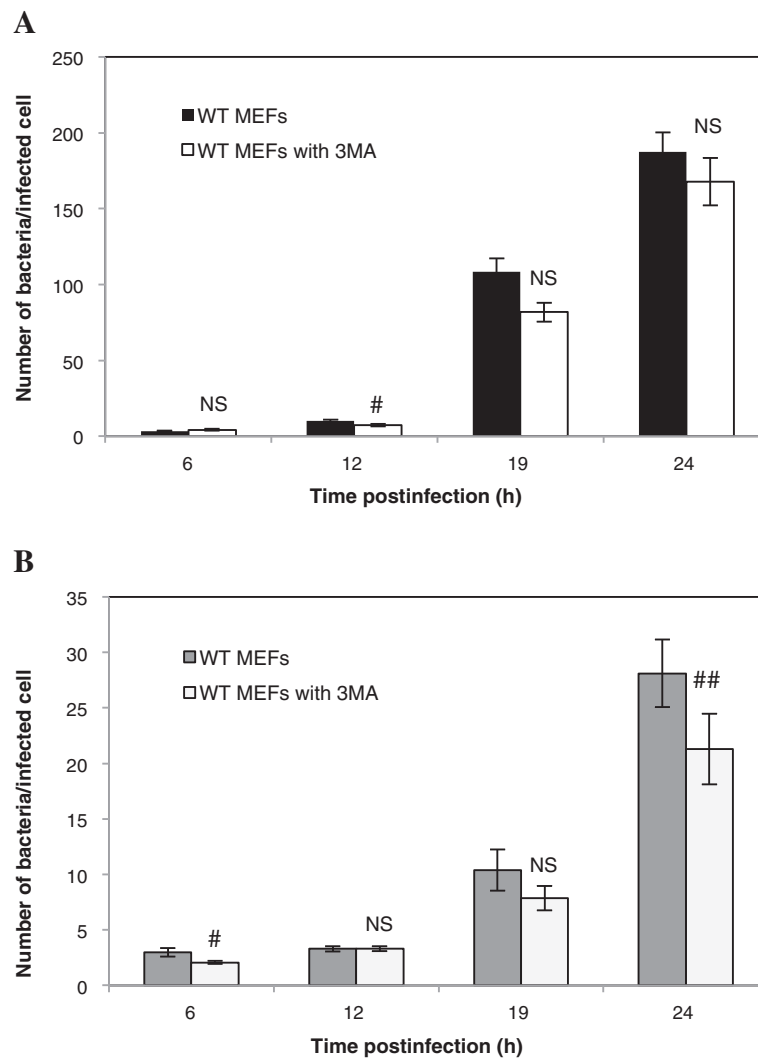 A
250
200
150
100
50
0
Number of bacteria/infected cell
WT MEFs
WT MEFs with 3MA
NS
#
NS
NS
6 12 19 24
Time postinfection (h)
B
35
30
25
20
15
10
5
0
Number of bacteria/infected cell
WT MEFs
WT MEFs with 3MA
#
NS
NS
##
6 12 19 24
Time postinfection (h)